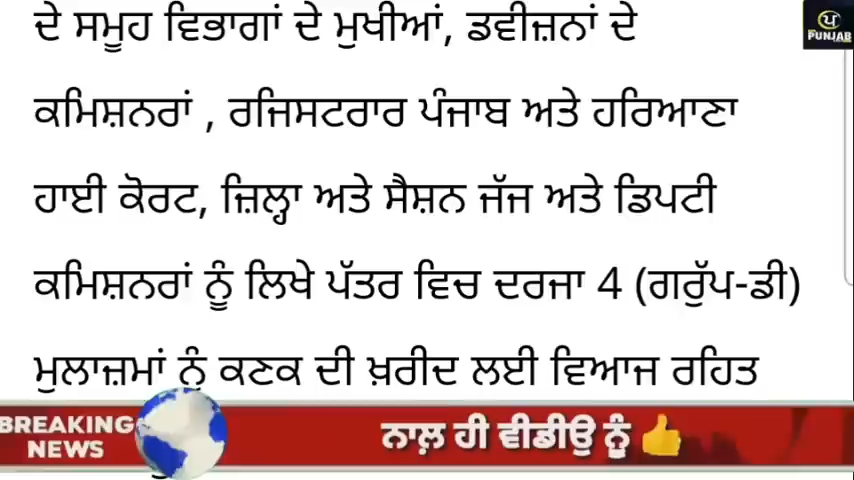 ਦੇ ਸਮੂਹ ਵਿਭਾਗਾਂ ਦੇ ਮੁਖੀਆਂ, ਡਵੀਜ਼ਨਾਂ ਦੇ
ਪੰ
PUNJAB
ਕਮਿਸ਼ਨਰਾਂ , ਰਜਿਸਟਰਾਰ ਪੰਜਾਬ ਅਤੇ ਹਰਿਆਣਾ
ਹਾਈ ਕੋਰਟ, ਜ਼ਿਲ੍ਹਾ ਅਤੇ ਸੈਸ਼ਨ ਜੱਜ ਅਤੇ ਡਿਪਟੀ
ਕਮਿਸ਼ਨਰਾਂ ਨੂੰ ਲਿਖੇ ਪੱਤਰ ਵਿਚ ਦਰਜਾ 4 (ਗਰੁੱਪ-ਡੀ)
ਮੁਲਾਜ਼ਮਾਂ ਨੂੰ ਕਣਕ ਦੀ ਖ਼ਰੀਦ ਲਈ ਵਿਆਜ ਰਹਿਤ
BREAKING
NEWS
ਨਾਲ਼ ਹੀ ਵੀਡੀਉ ਨੂੰ 👍